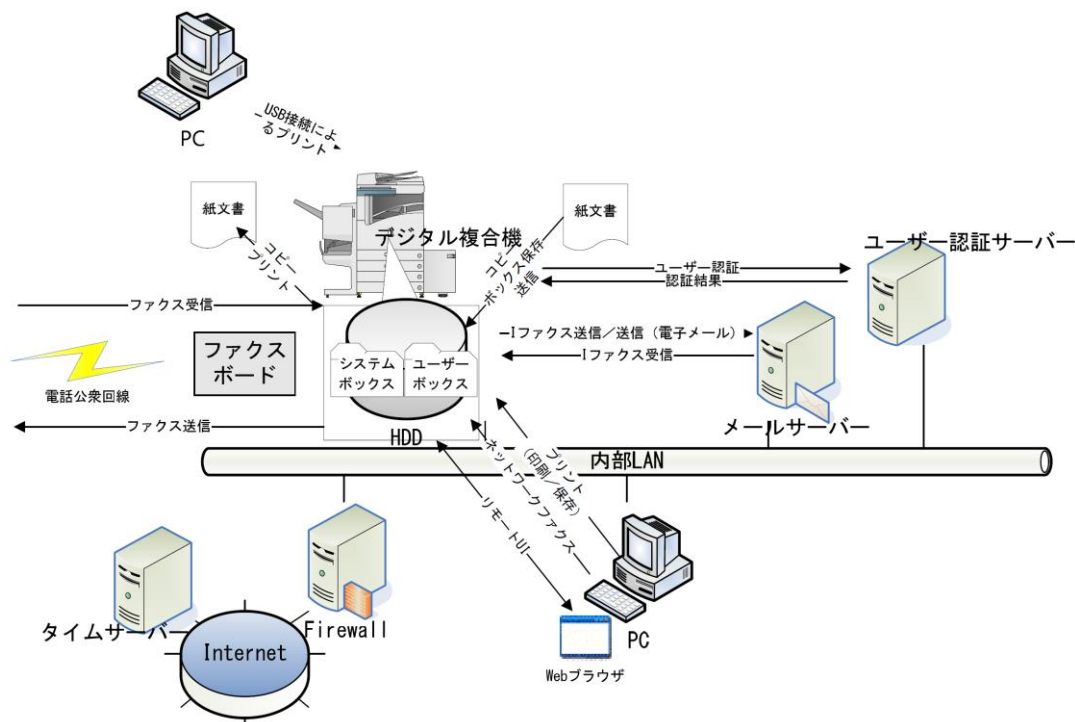 PC
USB接続によ
るプリント
紙文書
紙文書
デジタル複合機
コピー
プリント
コピー
ボックス保存
送信
ユーザー認証サーバー
ユーザー認証
認証結果
ファクス受信
Iファクス送信／送信（電子メール）
Iファクス受信
ファクス
ボード
システム
ボックス
ユーザー
ボックス
電話公衆回線
ファクス送信
メールサーバー
HDD
内部LAN
プリント
（印刷／保存）
ネットワークファクス
リモートUI
タイムサーバー
Firewall
Internet
PC
Webブラウザ